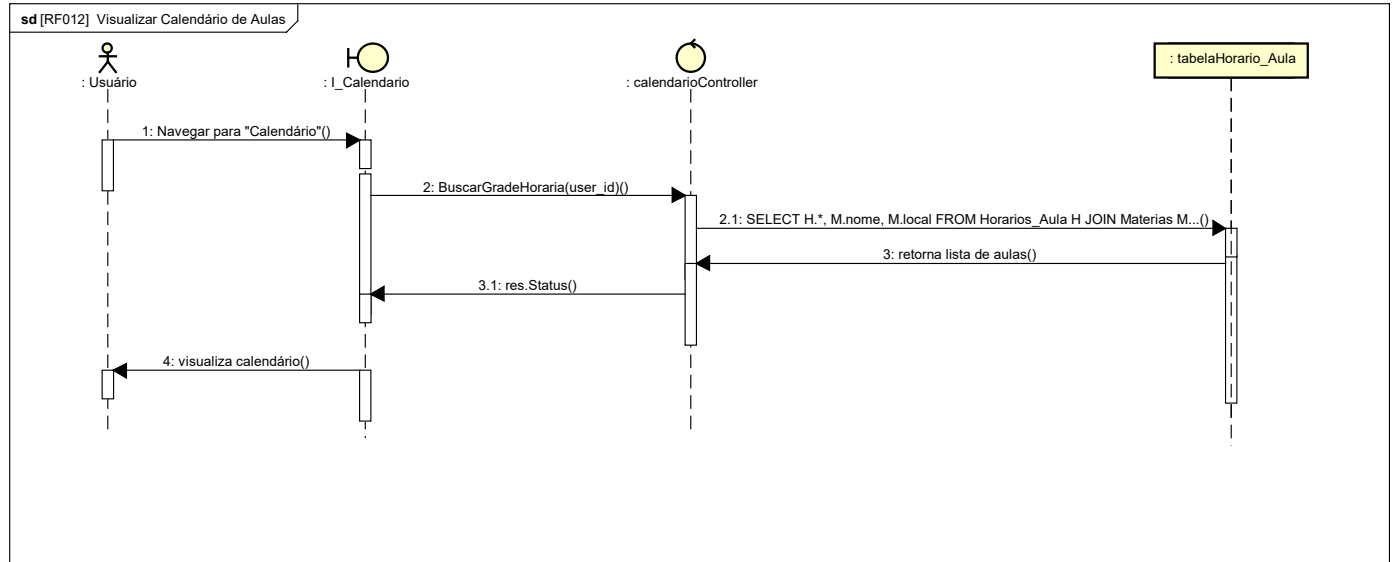 sd [RF012] Visualizar Calendário de Aulas
: Usuário
: I_Calendario
: calendarioController
: tabelaHorario_Aula
1: Navegar para "Calendário"()
2: BuscarGradeHoraria(user_id)()
2.1: SELECT H.*, M.nome, M.local FROM Horarios_Aula H JOIN Materias M...()
3: retorna lista de aulas()
3.1: res.Status()
4: visualiza calendário()